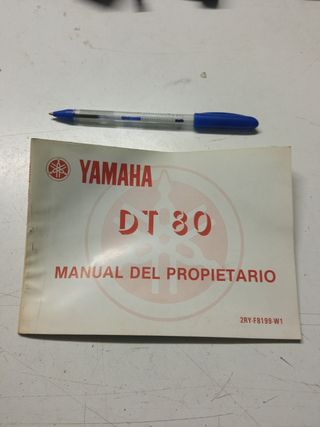 YAMAHA
DT 80
MANUAL DEL PROPIETARIO
2RY-F8199-W1